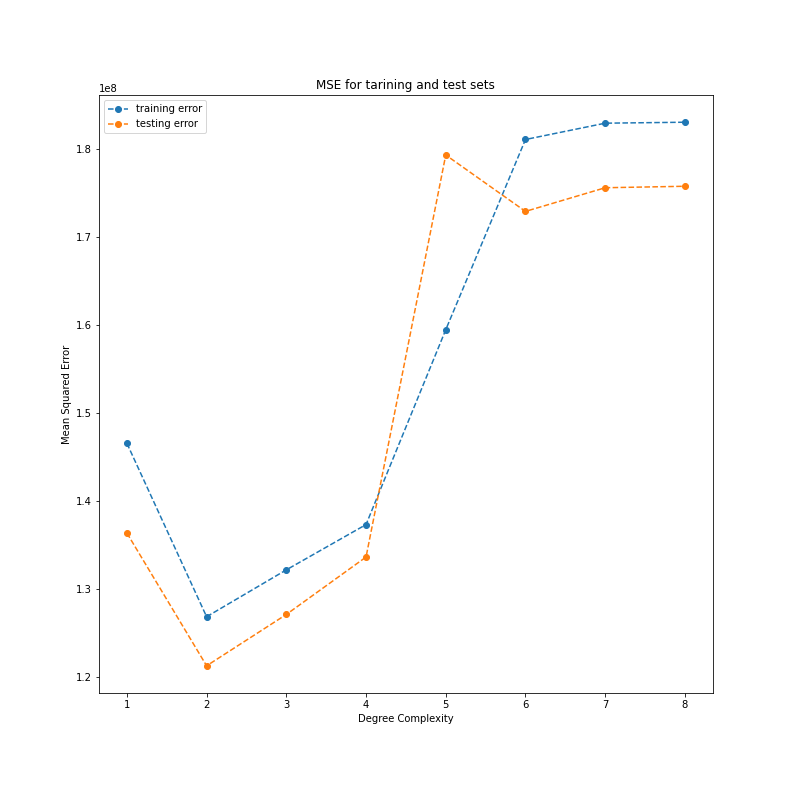 MSE for tarining and test sets
1e8
training error
testing error
1.8
1.7
1.6
1.5
1.4
1.3
1.2
Mean Squared Error
1 2 3 4 5 6 7 8
Degree Complexity